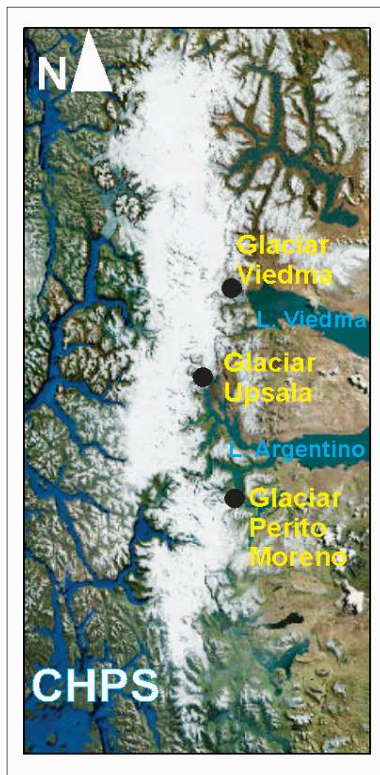 N
Glaciar
Viedma
L. Viedma
Glaciar
Upsala
L. Argentino
Glaciar
Perito
Moreno
CHPS